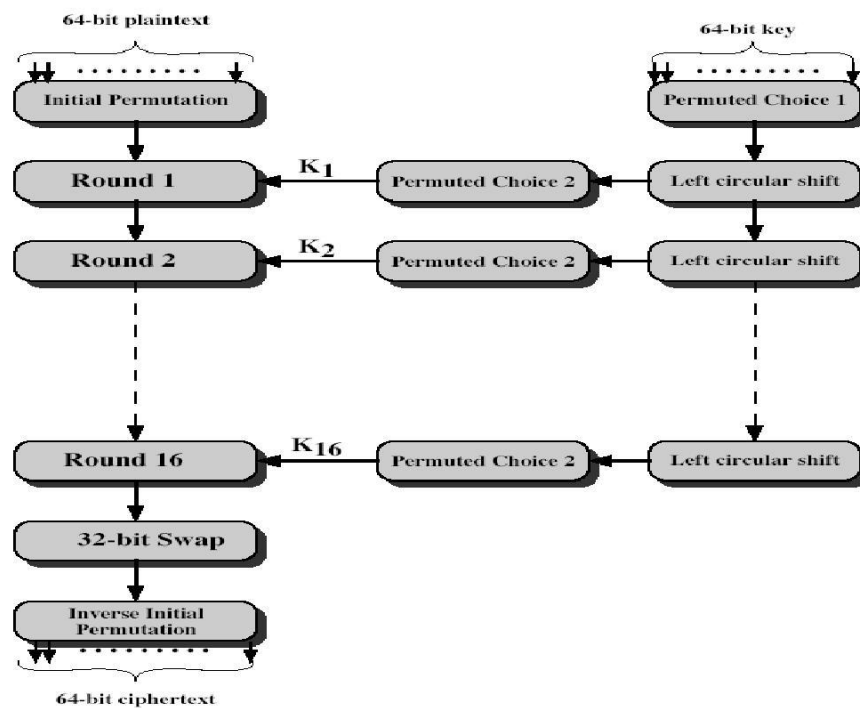 64-bit plaintext
64-bit key
Initial Permutation
Permuted Choice 1
Round 1
K1
Permuted Choice 2
Left circular shift
Round 2
K2
Permuted Choice 2
Left circular shift
Round 16
K16
Permuted Choice 2
Left circular shift
32-bit Swap
Inverse Initial
Permutation
64-bit ciphertext